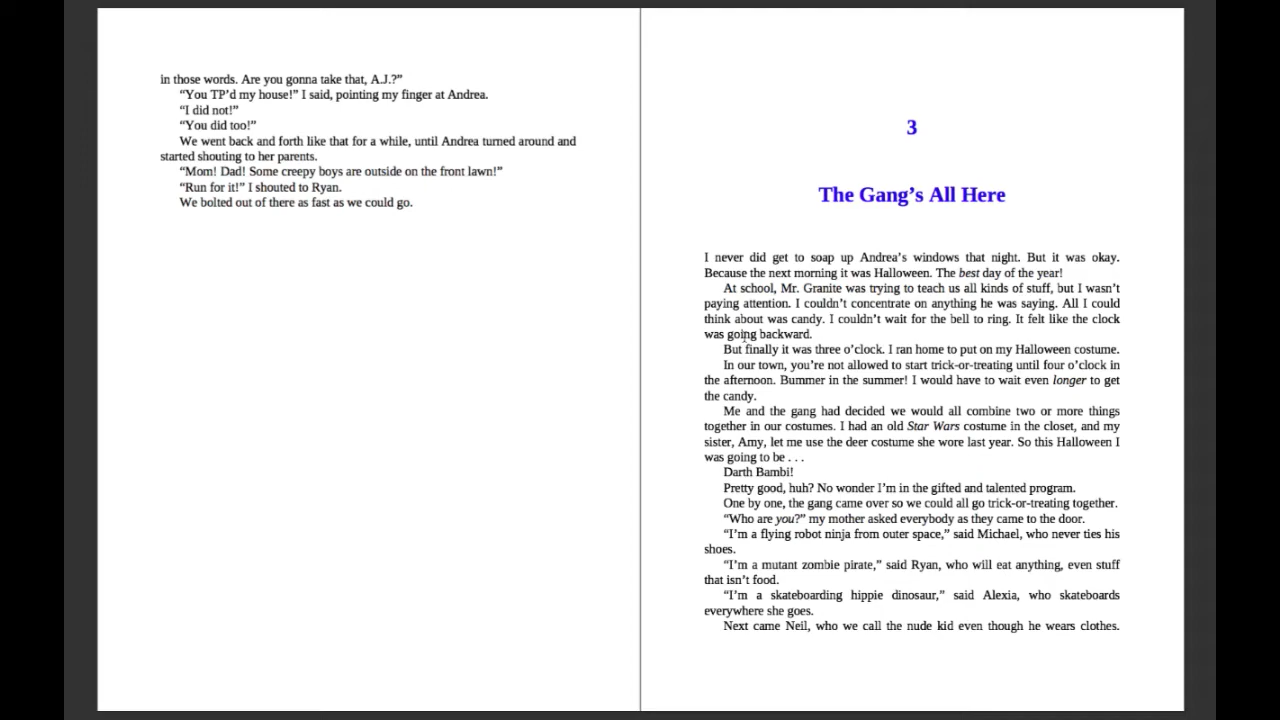 in those words. Are you gonna take that, A.J.?”
“You TP’d my house!” I said, pointing my finger at Andrea.
“I did not!”
“You did too!”
We went back and forth like that for a while, until Andrea turned around and
started shouting to her parents.
“Mom! Dad! Some creepy boys are outside on the front lawn!”
“Run for it!” I shouted to Ryan.
We bolted out of there as fast as we could go.
3
The Gang’s All Here
I never did get to soap up Andrea’s windows that night. But it was okay.
Because the next morning it was Halloween. The best day of the year!
At school, Mr. Granite was trying to teach us all kinds of stuff, but I wasn’t
paying attention. I couldn’t concentrate on anything he was saying. All I could
think about was candy. I couldn’t wait for the bell to ring. It felt like the clock
was going backward.
But finally it was three o’clock. I ran home to put on my Halloween costume.
In our town, you’re not allowed to start trick-or-treating until four o’clock in
the afternoon. Bummer in the summer! I would have to wait even longer to get
the candy.
Me and the gang had decided we would all combine two or more things
together in our costumes. I had an old Star Wars costume in the closet, and my
sister, Amy, let me use the deer costume she wore last year. So this Halloween I
was going to be . . .
Darth Bambi!
Pretty good, huh? No wonder I’m in the gifted and talented program.
One by one, the gang came over so we could all go trick-or-treating together.
“Who are you?” my mother asked everybody as they came to the door.
“I’m a flying robot ninja from outer space,” said Michael, who never ties his
shoes.
“I’m a mutant zombie pirate,” said Ryan, who will eat anything, even stuff
that isn’t food.
“I’m a skateboarding hippie dinosaur,” said Alexia, who skateboards
everywhere she goes.
Next came Neil, who we call the nude kid even though he wears clothes.